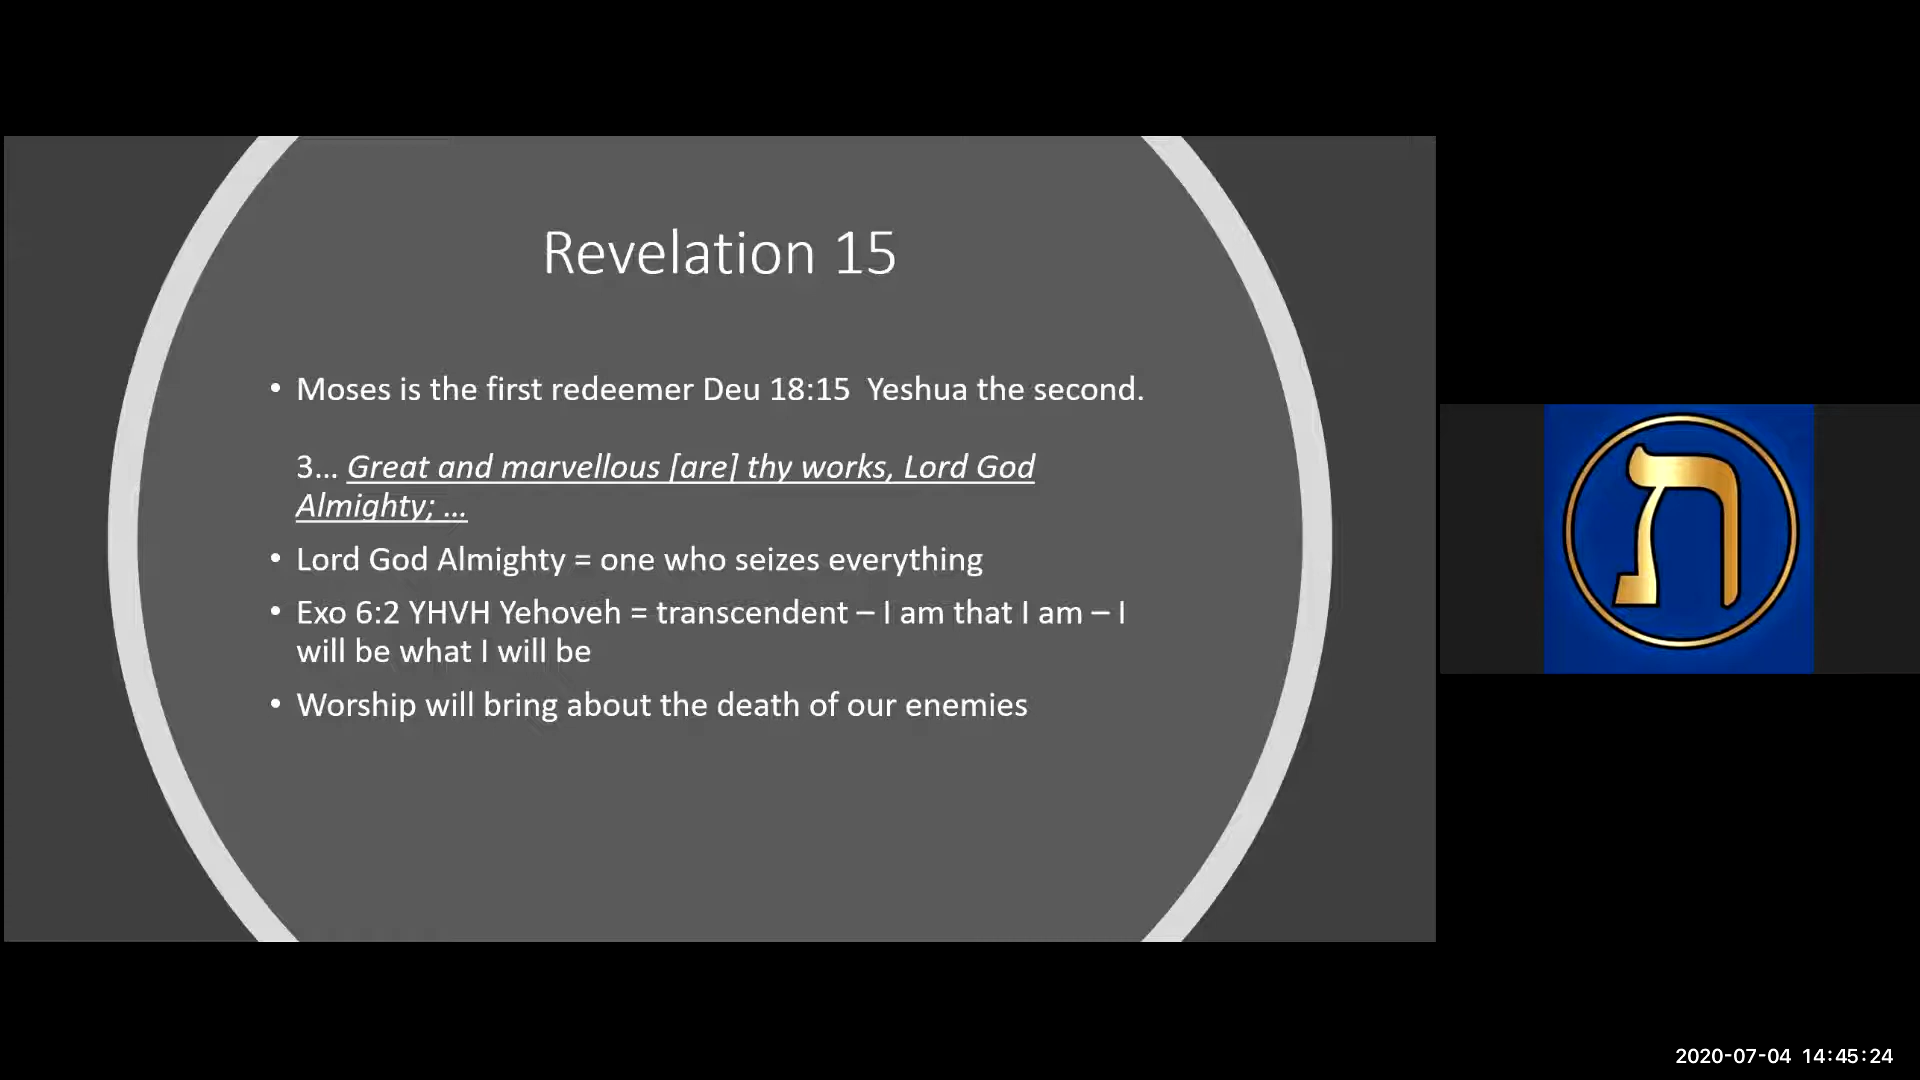 Revelation 15
• Moses is the first redeemer Deu 18:15  Yeshua the second.
3... Great and marvellous [are] thy works, Lord God
Almighty; ...
• Lord God Almighty = one who seizes everything
• Exo 6:2 YHVH Yehoveh = transcendent – I am that I am – I
will be what I will be
• Worship will bring about the death of our enemies
ת
2020-07-04 14:45:24